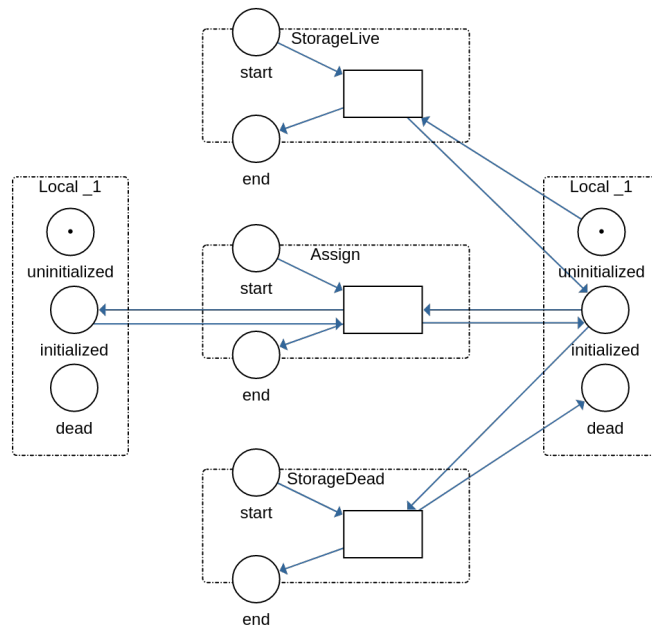 StorageLive
start
end
Local _1
uninitialized
initialized
dead
Assign
start
end
Local _1
uninitialized
initialized
dead
StorageDead
start
end